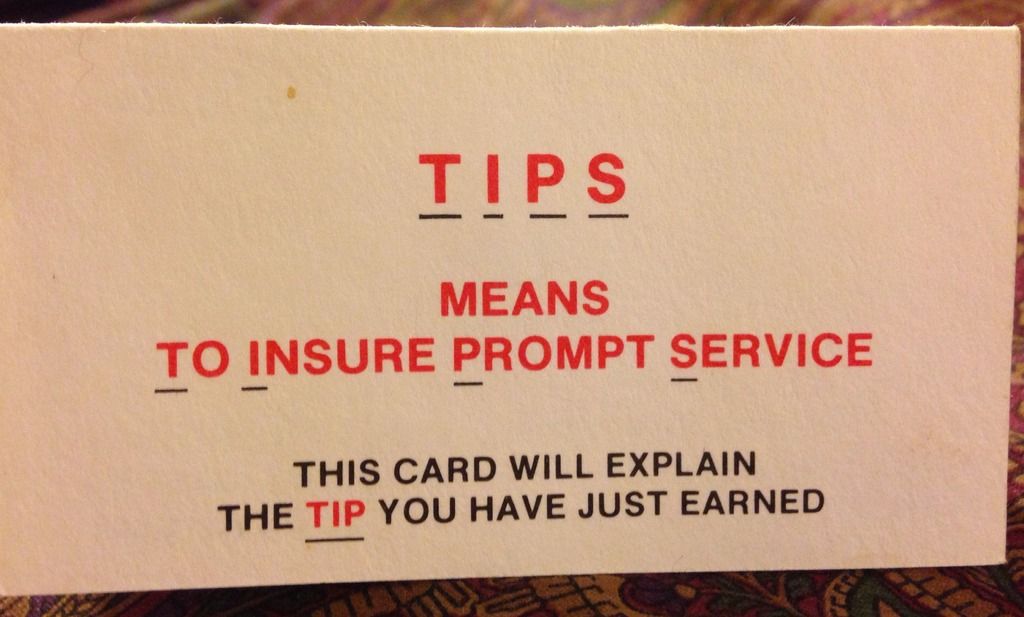 TIPS
MEANS
TO INSURE PROMPT SERVICE
THIS CARD WILL EXPLAIN
THE TIP YOU HAVE JUST EARNED